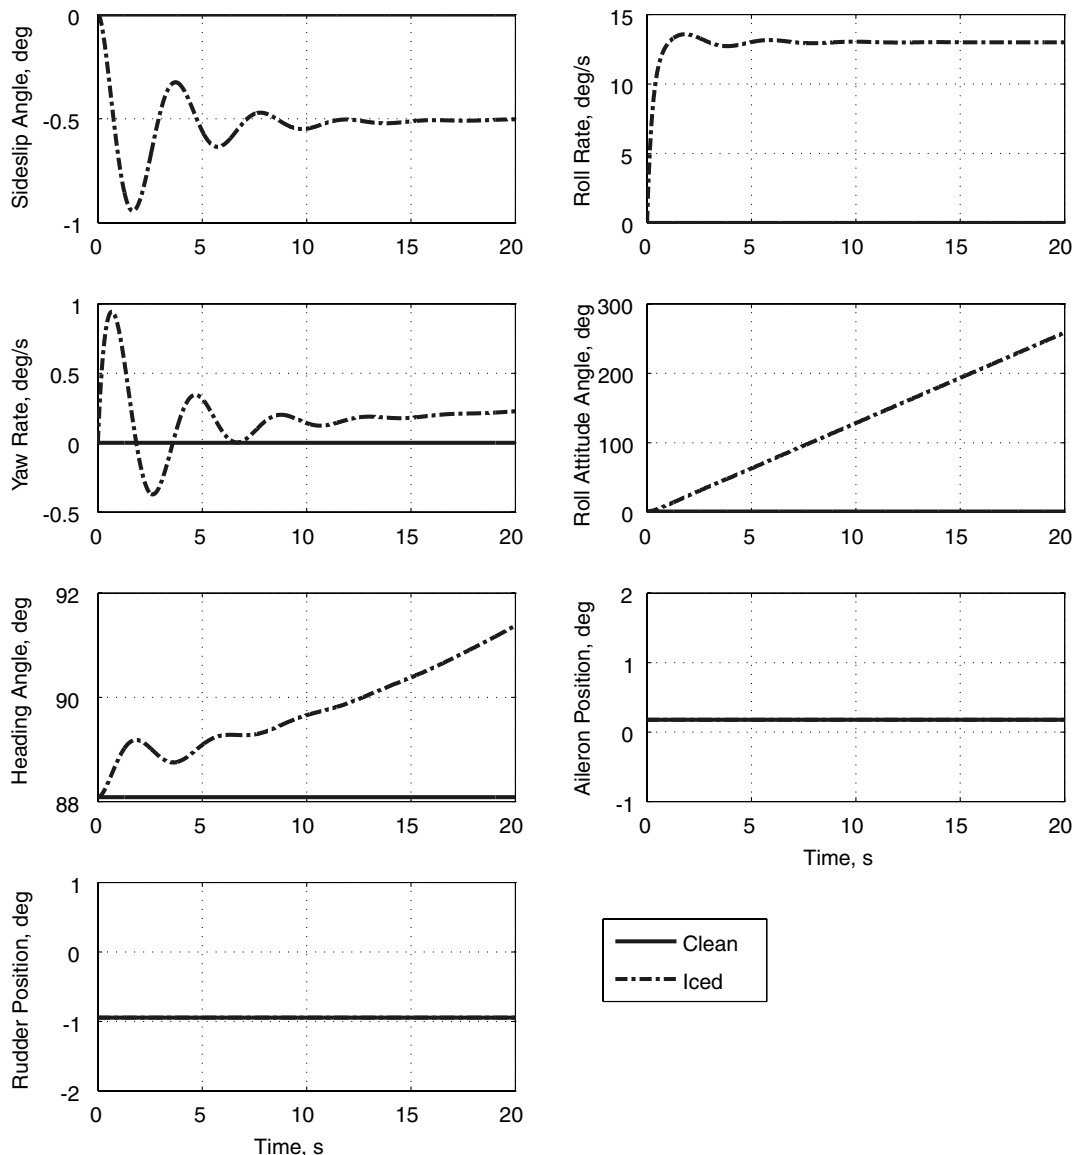 Sideslip Angle, deg
0
-0.5
-1
0 5 10 15 20
Roll Rate, deg/s
15
10
5
0
0 5 10 15 20
Yaw Rate, deg/s
1
0.5
0
-0.5
0 5 10 15 20
Roll Attitude Angle, deg
300
200
100
0
0 5 10 15 20
Heading Angle, deg
92
90
88
0 5 10 15 20
Aileron Position, deg
2
1
0
-1
0 5 10 15 20
Time, s
Rudder Position, deg
1
0
-1
-2
0 5 10 15 20
Time, s
Clean
Iced